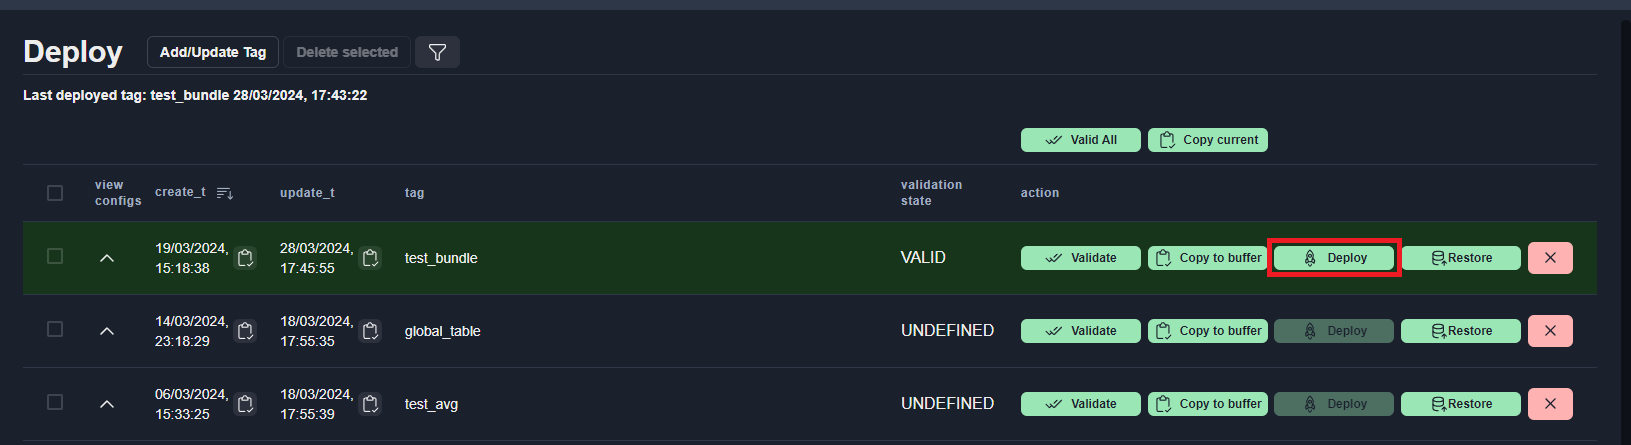 Deploy Add/Update Tag Delete selected
Last deployed tag: test_bundle 28/03/2024, 17:43:22
Valid All Copy current
view configs create_t update_t tag validation state action
19/03/2024, 15:18:38 28/03/2024, 17:45:55 test_bundle VALID Validate Copy to buffer Deploy Restore
14/03/2024, 23:18:29 18/03/2024, 17:55:35 global_table UNDEFINED Validate Copy to buffer Deploy Restore
06/03/2024, 15:33:25 18/03/2024, 17:55:39 test_avg UNDEFINED Validate Copy to buffer Deploy Restore